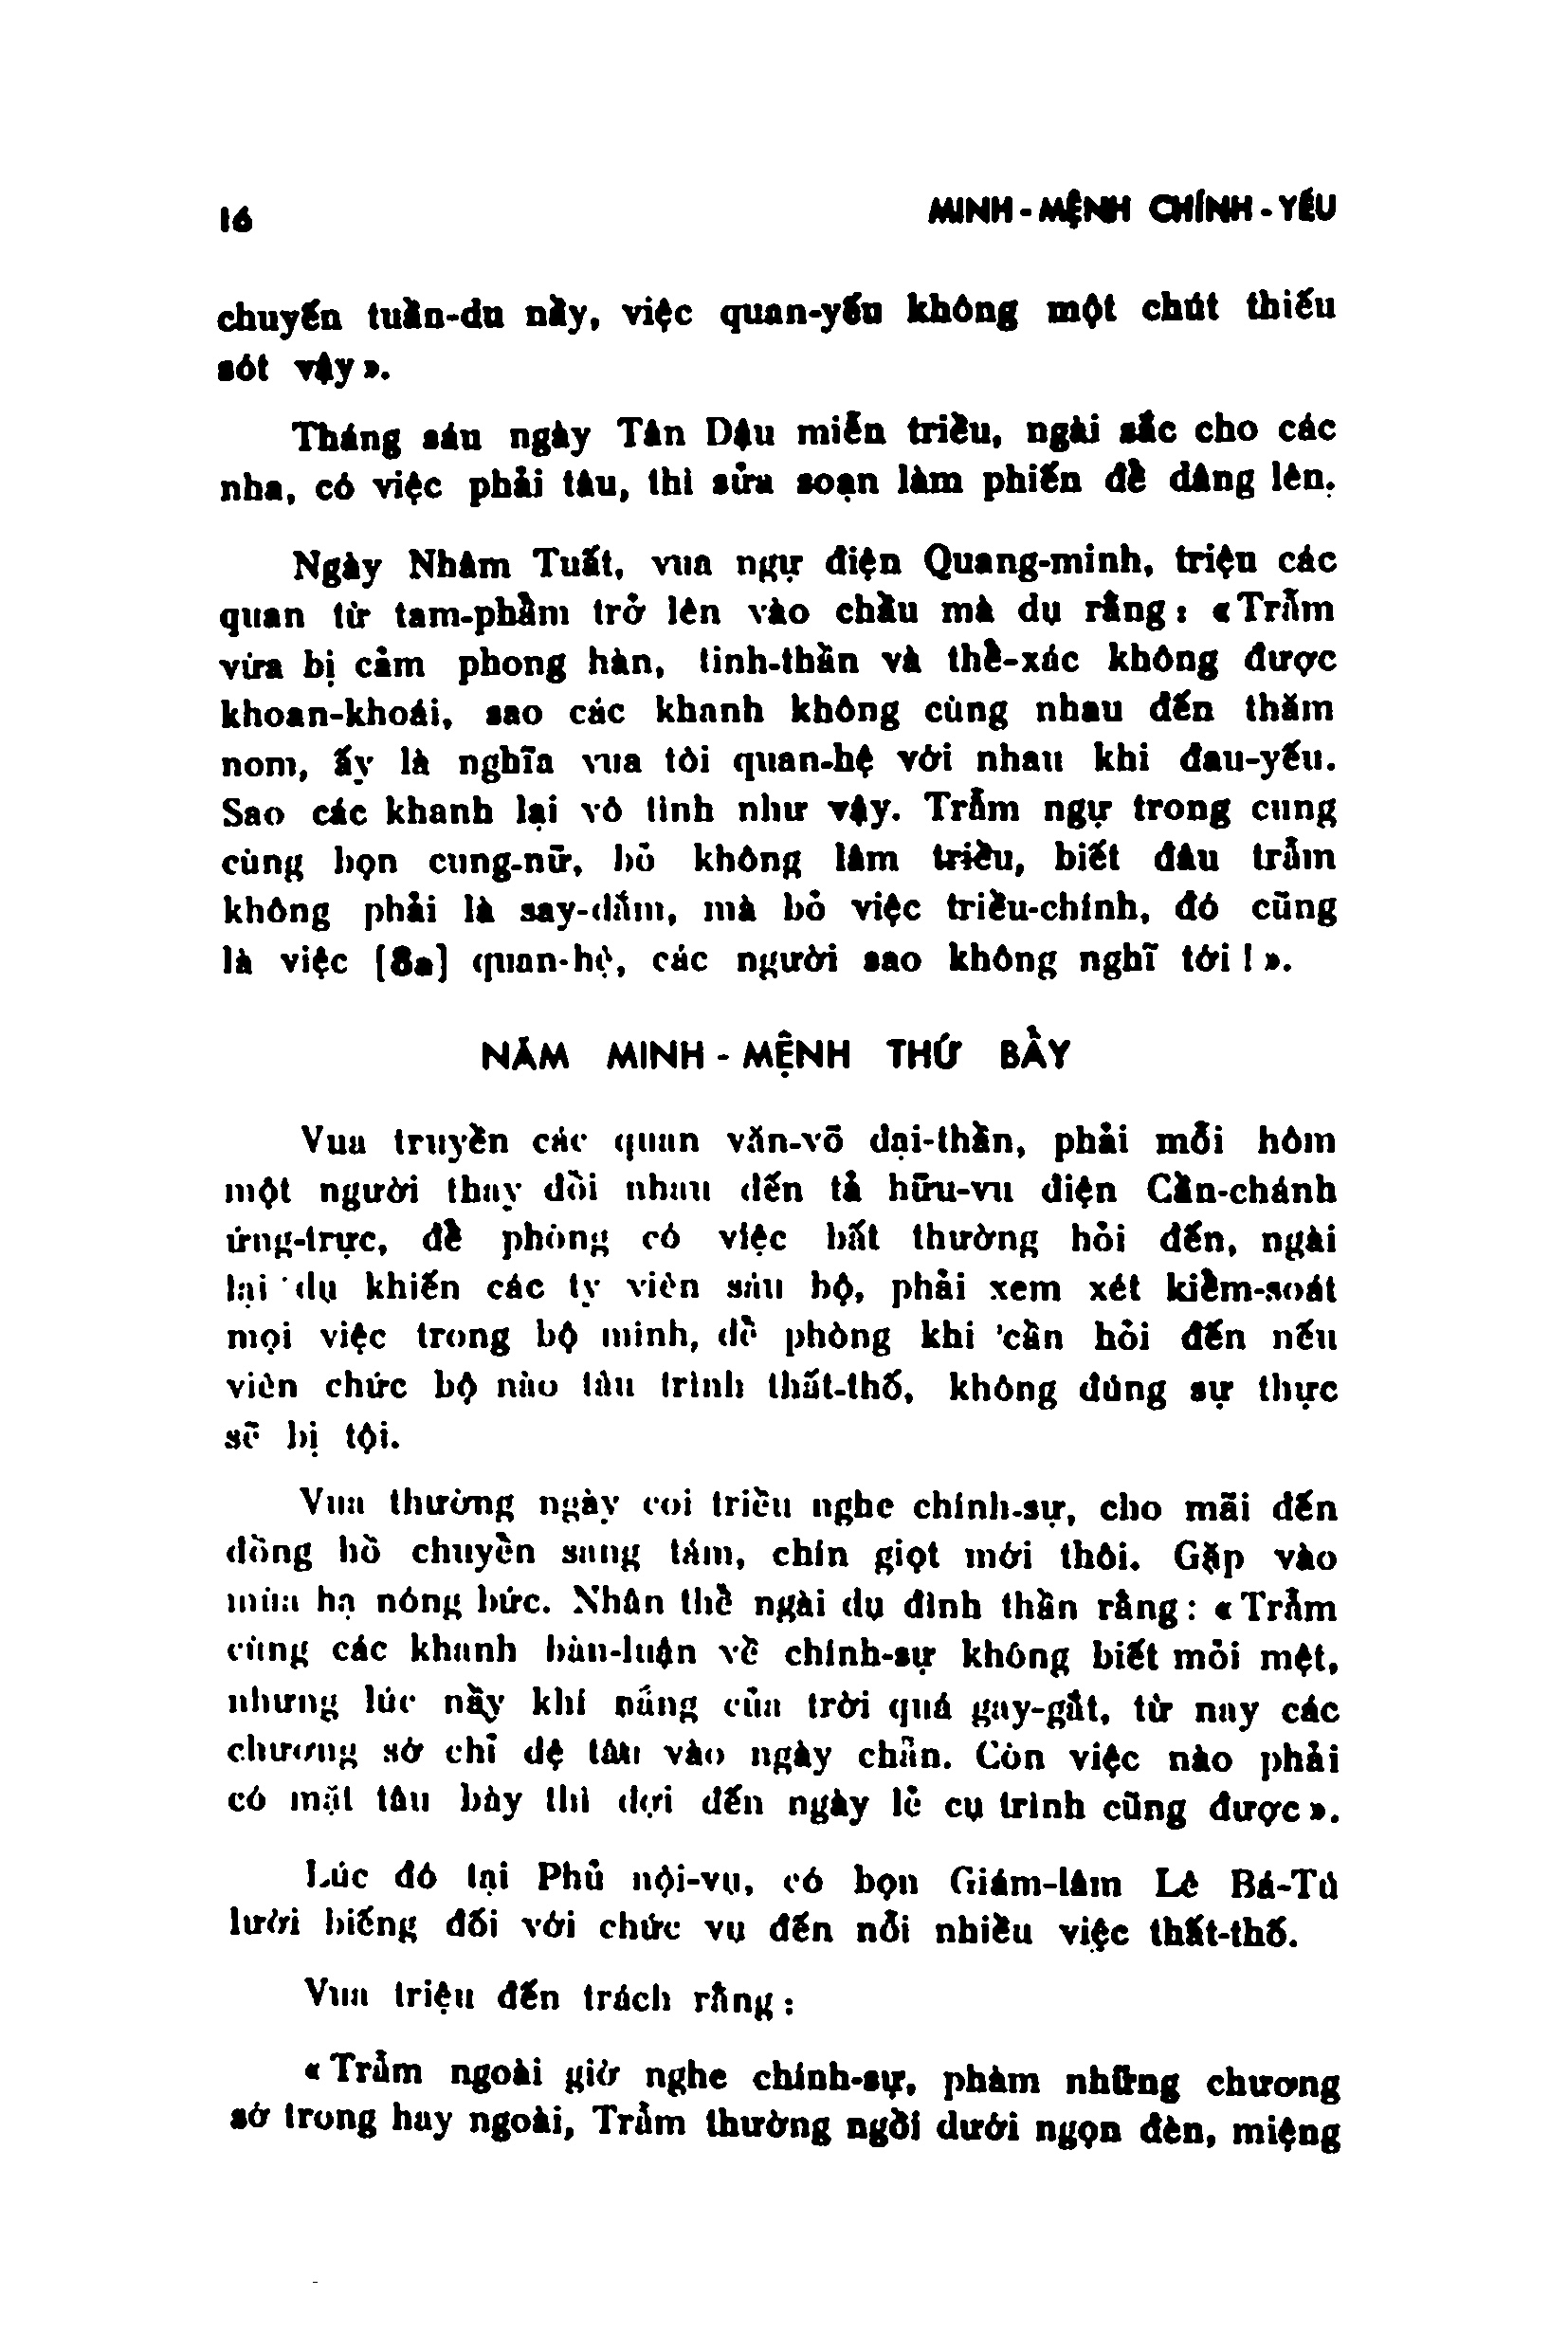 16
MINH - MỆNH CHÍNH - YẾU
chuyến tuần-du nầy, việc quan-yếu không một chút thiếu
sót vậy ».
Tháng sáu ngày Tân Dậu miễn triều, ngài sắc cho các
nha, có việc phải tâu, thì sửa soạn làm phiến để dâng lên.
Ngày Nhâm Tuất, vua ngự điện Quang-minh, triệu các
quan từ tam-phẩm trở lên vào chầu mà dụ rằng : « Trẫm
vừa bị cảm phong hàn, tinh-thần và thể-xác không được
khoan-khoái, sao các khanh không cùng nhau đến thăm
nom, ấy là nghĩa vua tôi quan-hệ với nhau khi đau-yếu.
Sao các khanh lại vô tình như vậy. Trẫm ngự trong cung
cùng bọn cung-nữ, bỏ không lâm triều, biết đâu trẫm
không phải là say-đắm, mà bỏ việc triều-chính, đó cũng
là việc [8a] quan-hệ, các người sao không nghĩ tới ! ».
NĂM MINH - MỆNH THỨ BẦY
Vua truyền các quan văn-võ đại-thần, phải mỗi hôm
một người thay đổi nhau đến tả hữu-vu điện Cần-chánh
ứng-trực, để phòng có việc bất thường hỏi đến, ngài
lại dụ khiến các ty viên sáu bộ, phải xem xét kiểm-soát
mọi việc trong bộ mình, để phòng khi cần hỏi đến nếu
viên chức bộ nào tâu trình thất-thố, không đúng sự thực
sẽ bị tội.
Vua thường ngày coi triều nghe chính-sự, cho mãi đến
đồng hồ chuyển sang tám, chín giọt mới thôi. Gặp vào
mùa hạ nóng bức. Nhân thể ngài dụ đình thần rằng : « Trẫm
cùng các khanh bàn-luận về chính-sự không biết mỏi mệt,
nhưng lúc nầy khí nắng của trời quá gay-gắt, từ nay các
chương sớ chỉ đệ tâu vào ngày chẵn. Còn việc nào phải
có mặt tâu bày thì đợi đến ngày lẻ cụ trình cũng được ».
Lúc đó tại Phủ nội-vụ, có bọn Giám-lâm Lê Bá-Tú
lười biếng đối với chức vụ đến nỗi nhiều việc thất-thố.
Vua triệu đến trách rằng :
« Trẫm ngoài giờ nghe chính-sự, phàm những chương
sớ trong hay ngoài, Trẫm thường ngồi dưới ngọn đèn, miệng